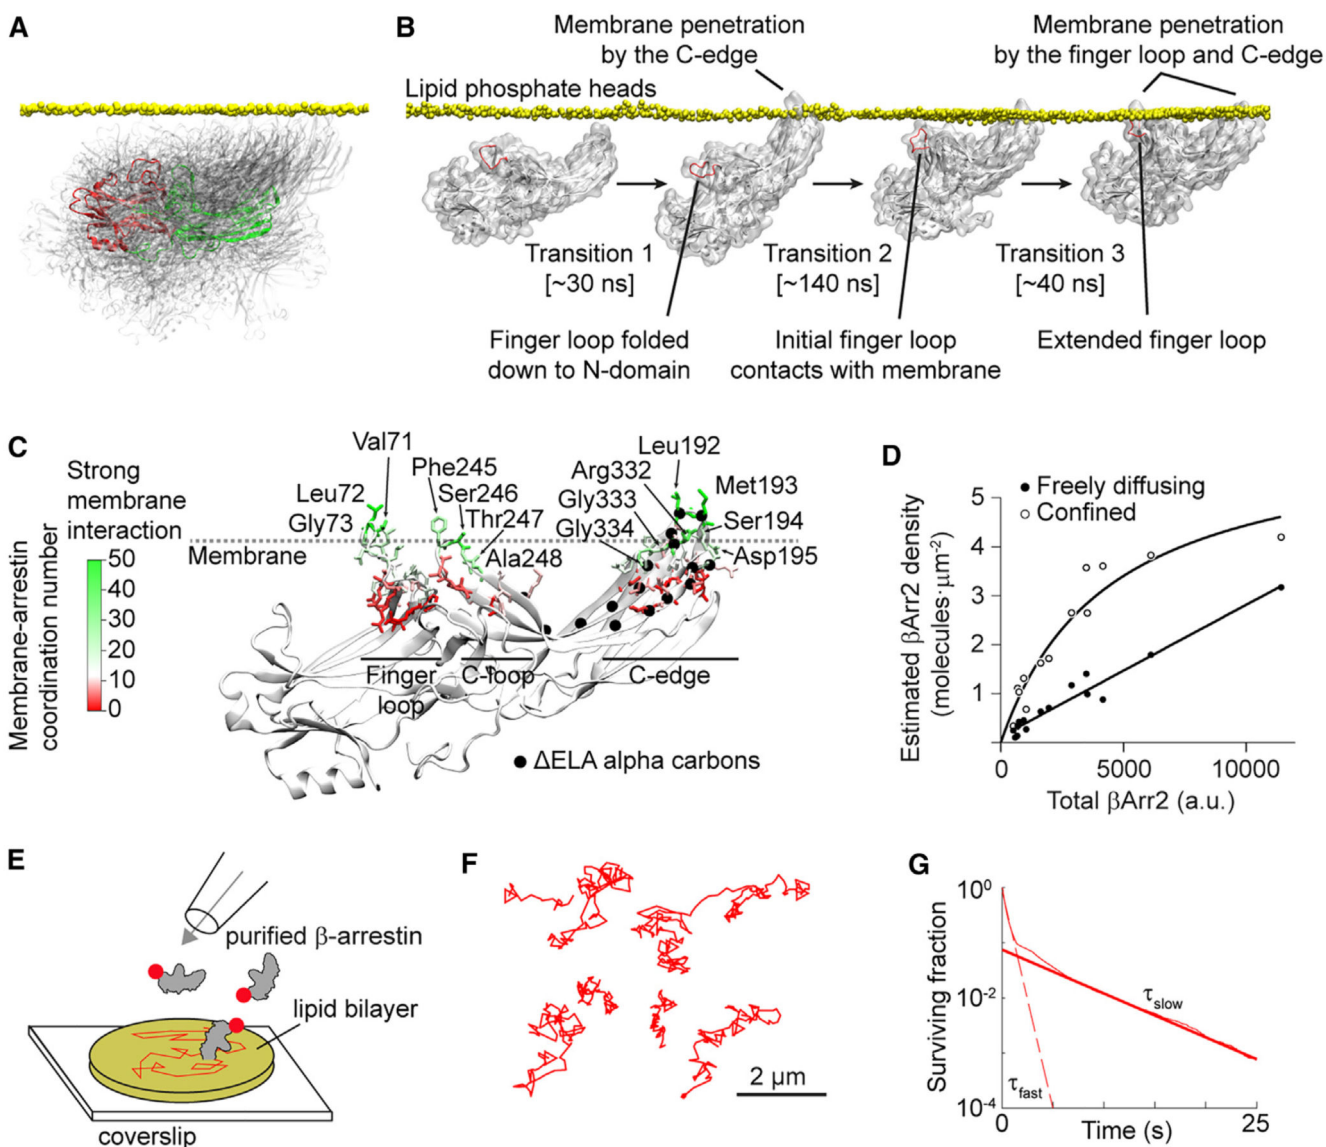 A
B
Membrane penetration
by the C-edge
Membrane penetration
by the finger loop and C-edge
Lipid phosphate heads
Transition 1
[~30 ns]
Transition 2
[~140 ns]
Transition 3
[~40 ns]
Finger loop folded
down to N-domain
Initial finger loop
contacts with membrane
Extended finger loop
C
Strong
membrane
interaction
Membrane-arrestin
coordination number
50
40
30
20
10
0
Val71
Leu72
Gly73
Phe245
Ser246
Thr247
Ala248
Membrane
Leu192
Arg332
Gly333
Gly334
Met193
Ser194
Asp195
Finger
loop
C-loop
C-edge
ΔELA alpha carbons
D
Estimated βArr2 density
(molecules·μm⁻²)
5
4
3
2
1
Freely diffusing
Confined
0
5000
10000
Total βArr2 (a.u.)
E
purified β-arrestin
lipid bilayer
coverslip
F
2 μm
G
Surviving fraction
10⁰
10⁻²
10⁻⁴
τslow
τfast
0
25
Time (s)